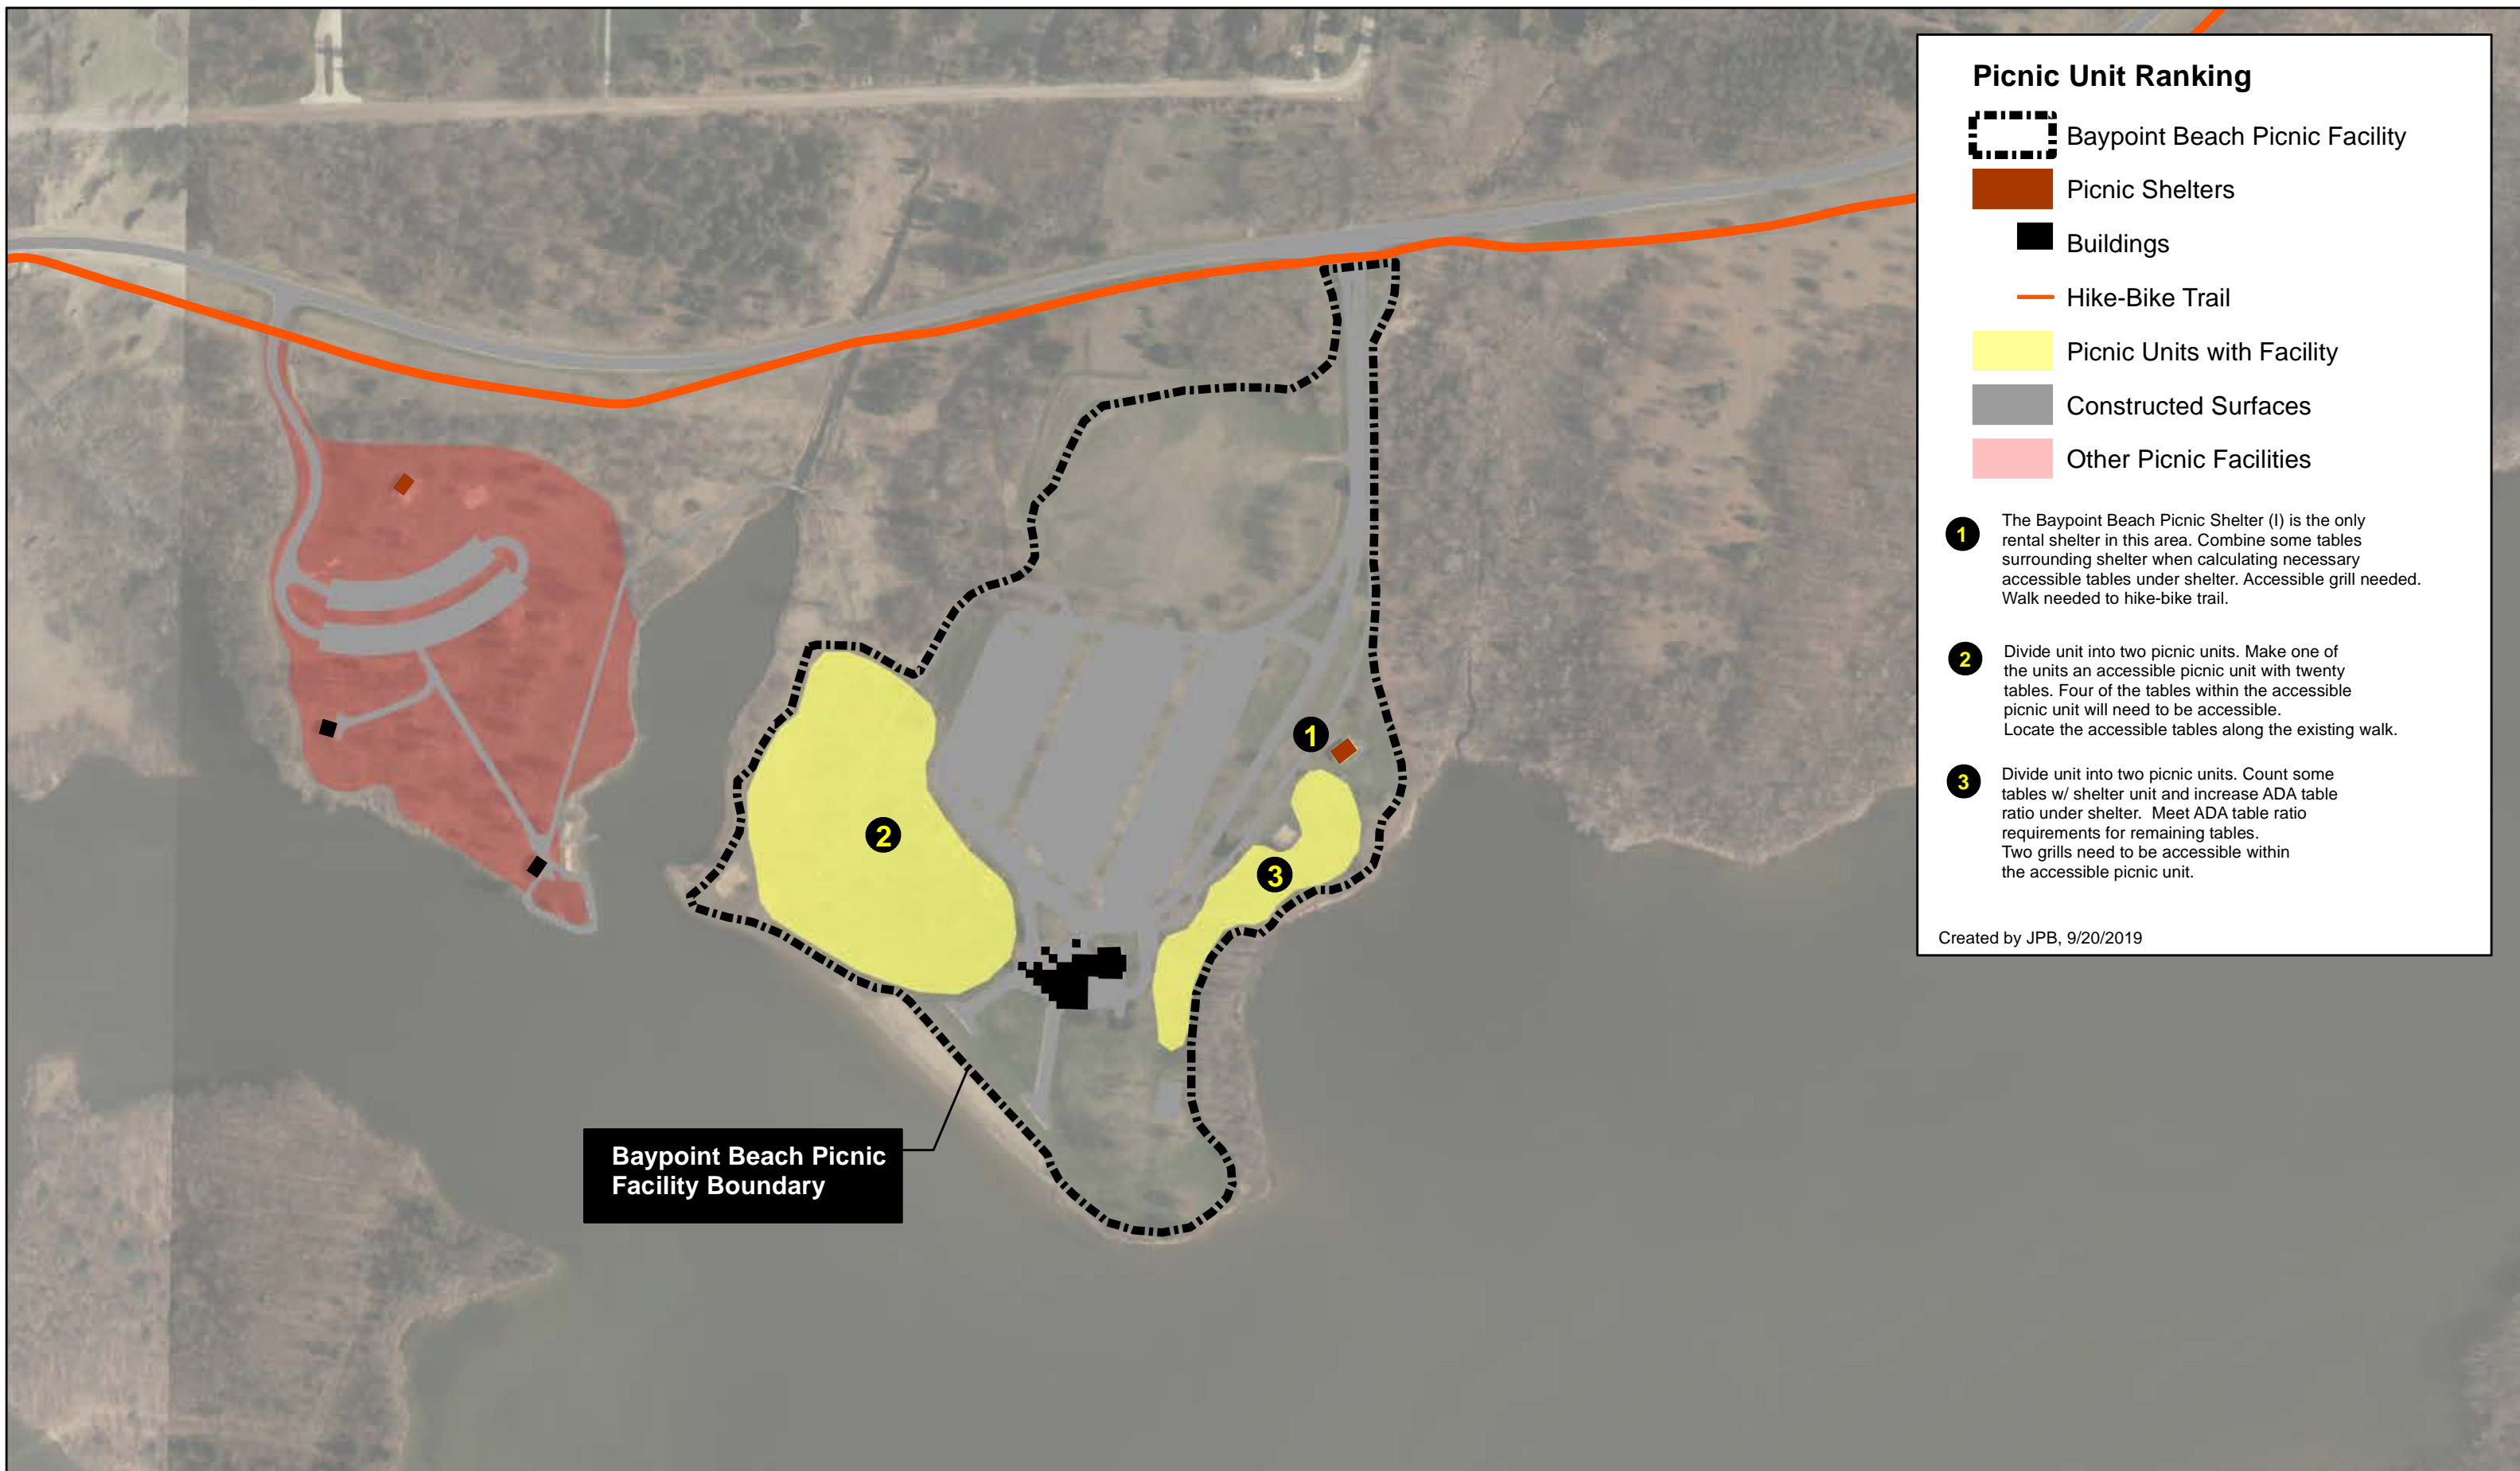 Picnic Unit Ranking
Baypoint Beach Picnic Facility
Picnic Shelters
Buildings
Hike-Bike Trail
Picnic Units with Facility
Constructed Surfaces
Other Picnic Facilities
1
The Baypoint Beach Picnic Shelter (I) is the only
rental shelter in this area. Combine some tables
surrounding shelter when calculating necessary
accessible tables under shelter. Accessible grill needed.
Walk needed to hike-bike trail.
2
Divide unit into two picnic units. Make one of
the units an accessible picnic unit with twenty
tables. Four of the tables within the accessible
picnic unit will need to be accessible.
Locate the accessible tables along the existing walk.
3
Divide unit into two picnic units. Count some
tables w/ shelter unit and increase ADA table
ratio under shelter.  Meet ADA table ratio
requirements for remaining tables.
Two grills need to be accessible within
the accessible picnic unit.
Created by JPB, 9/20/2019
1
2
3
Baypoint Beach Picnic
Facility Boundary